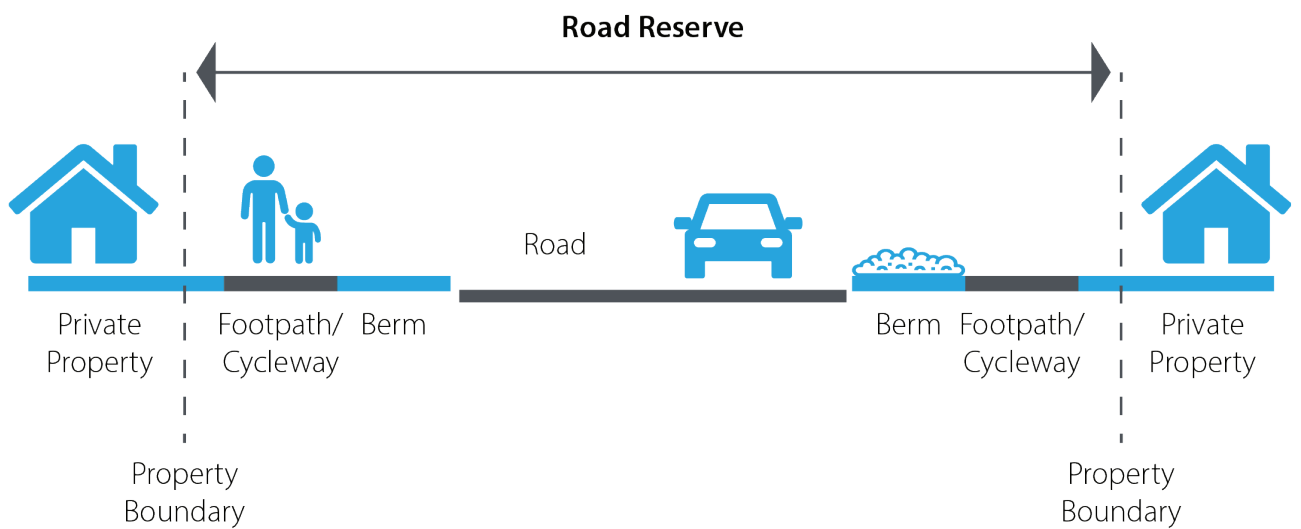 Road Reserve
Road
Private
Property
Footpath/
Cycleway
Berm
Berm
Footpath/
Cycleway
Private
Property
Property
Boundary
Property
Boundary